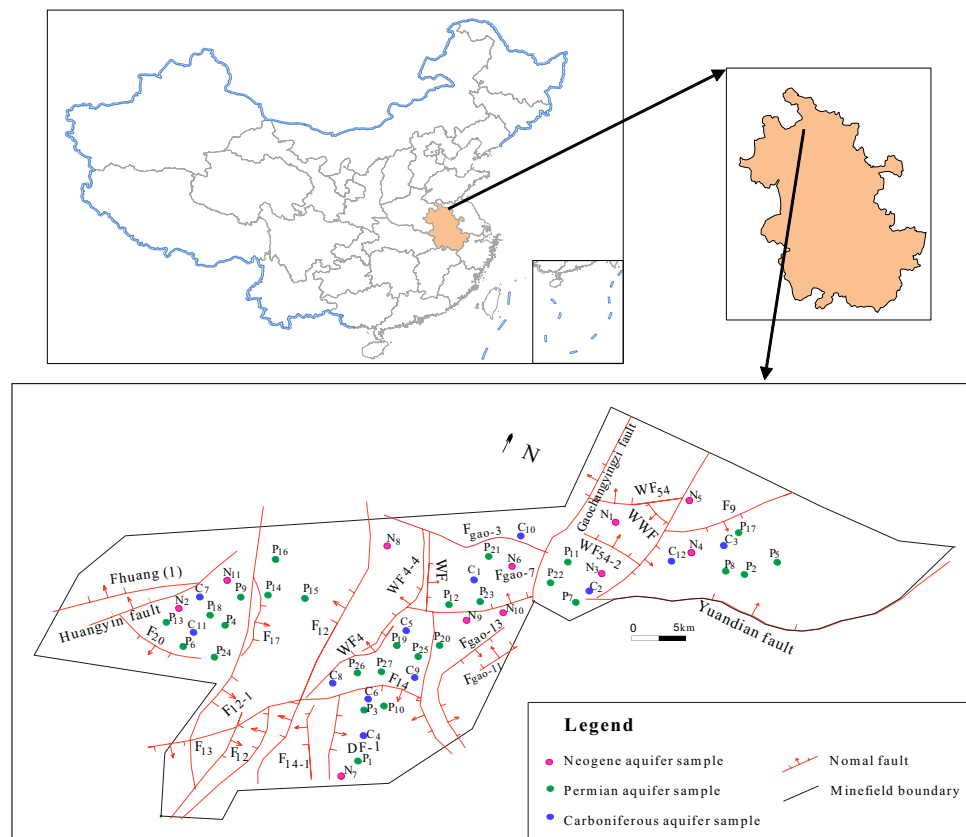 N
Gaochangyingzi fault
WF54
N5
F9
N1
WWF
P17
N8
Fgao-3
C10
C3
P16
P21
P11
WF54-2
C12
N4
P5
Fhuang (1)
N11
WF4-4
WF
C1
N6
Fgao-7
P22
N3
P8
P2
C7
P9
P14
P15
C2
N2
P18
P12
P23
P7
Huangyin fault
P13
P4
F17
F12
C5
N9
N10
Yuandian fault
C11
F20
P6
WF4
P19
P20
Fgao-13
0 5km
P24
P25
P26
P27
C9
Fgao-11
F12-1
C8
F14
C6
P3
P10
F13
F12
F14-1
C4
DF-1
P1
N7
Legend
Neogene aquifer sample
Nomal fault
Permian aquifer sample
Minefield boundary
Carboniferous aquifer sample